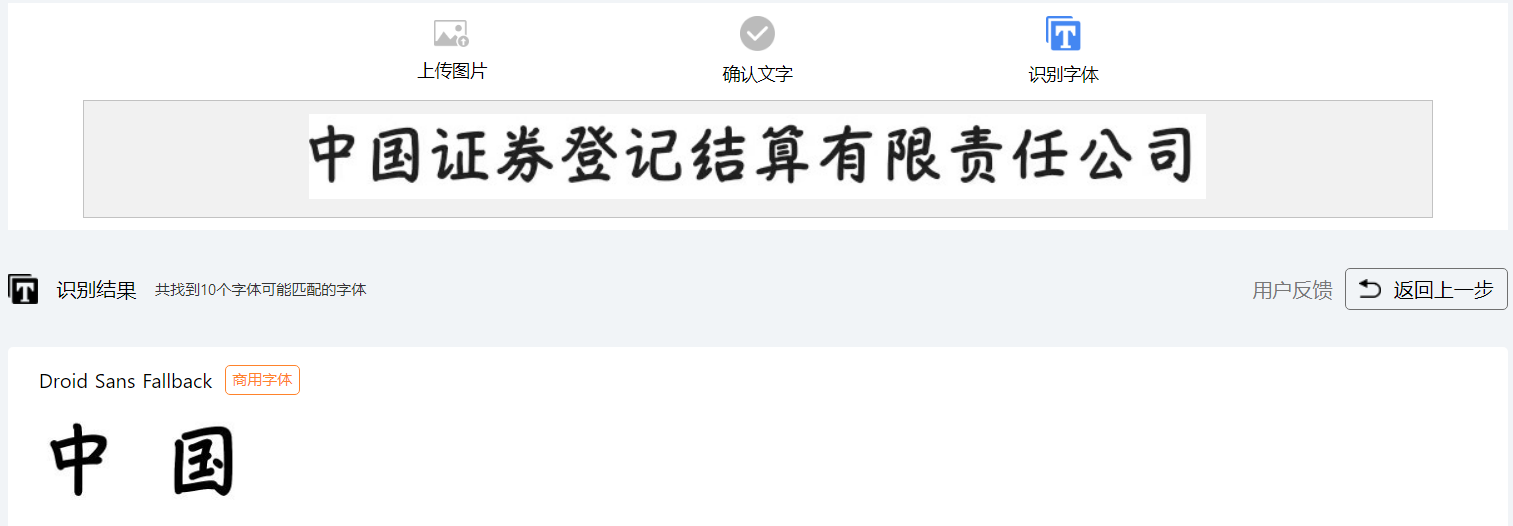 上传图片
确认文字
识别字体
中国证券登记结算有限责任公司
识别结果 共找到10个字体可能匹配的字体
用户反馈 返回上一步
Droid Sans Fallback 商用字体
中 国